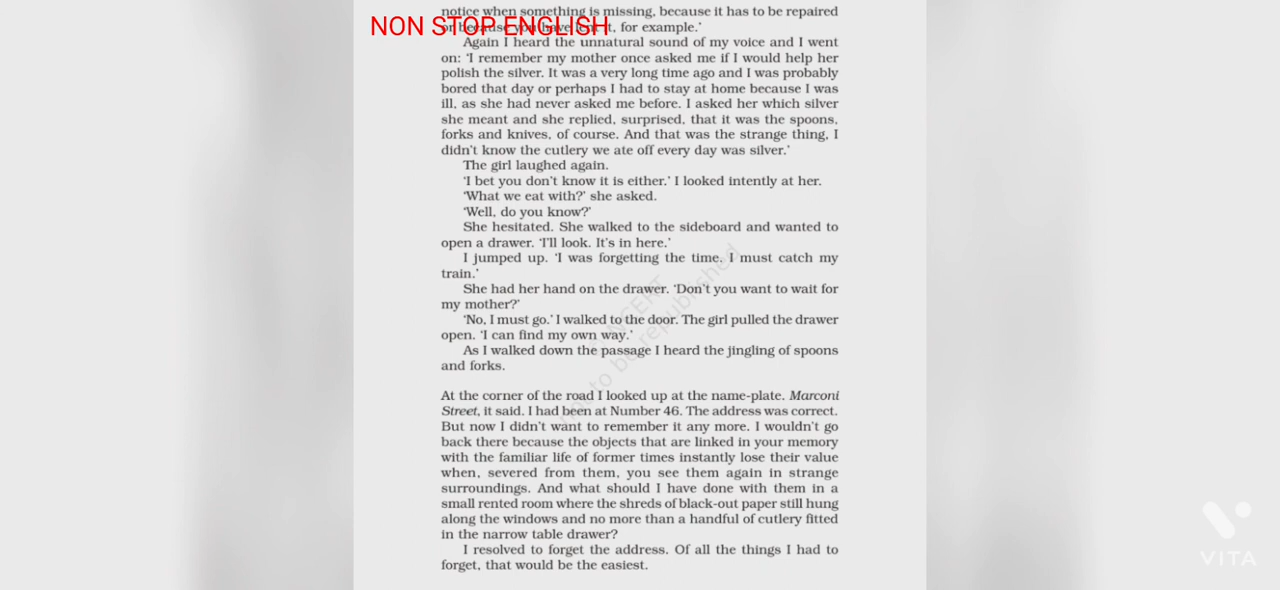 notice when something is missing, because it has to be repaired
NON STOP ENGLISH
or because you have lent it, for example.'
Again I heard the unnatural sound of my voice and I went
on: 'I remember my mother once asked me if I would help her
polish the silver. It was a very long time ago and I was probably
bored that day or perhaps I had to stay at home because I was
ill, as she had never asked me before. I asked her which silver
she meant and she replied, surprised, that it was the spoons,
forks and knives, of course. And that was the strange thing, I
didn't know the cutlery we ate off every day was silver.'
The girl laughed again.
'I bet you don't know it is either.' I looked intently at her.
'What we eat with?' she asked.
'Well, do you know?'
She hesitated. She walked to the sideboard and wanted to
open a drawer. 'I'll look. It's in here.'
I jumped up. 'I was forgetting the time. I must catch my
train.'
She had her hand on the drawer. 'Don't you want to wait for
my mother?'
'No, I must go.' I walked to the door. The girl pulled the drawer
open. 'I can find my own way.'
As I walked down the passage I heard the jingling of spoons
and forks.
At the corner of the road I looked up at the name-plate. Marconi
Street, it said. I had been at Number 46. The address was correct.
But now I didn't want to remember it any more. I wouldn't go
back there because the objects that are linked in your memory
with the familiar life of former times instantly lose their value
when, severed from them, you see them again in strange
surroundings. And what should I have done with them in a
small rented room where the shreds of black-out paper still hung
along the windows and no more than a handful of cutlery fitted
in the narrow table drawer?
I resolved to forget the address. Of all the things I had to
forget, that would be the easiest.
NCERT
not to be republished
VITA